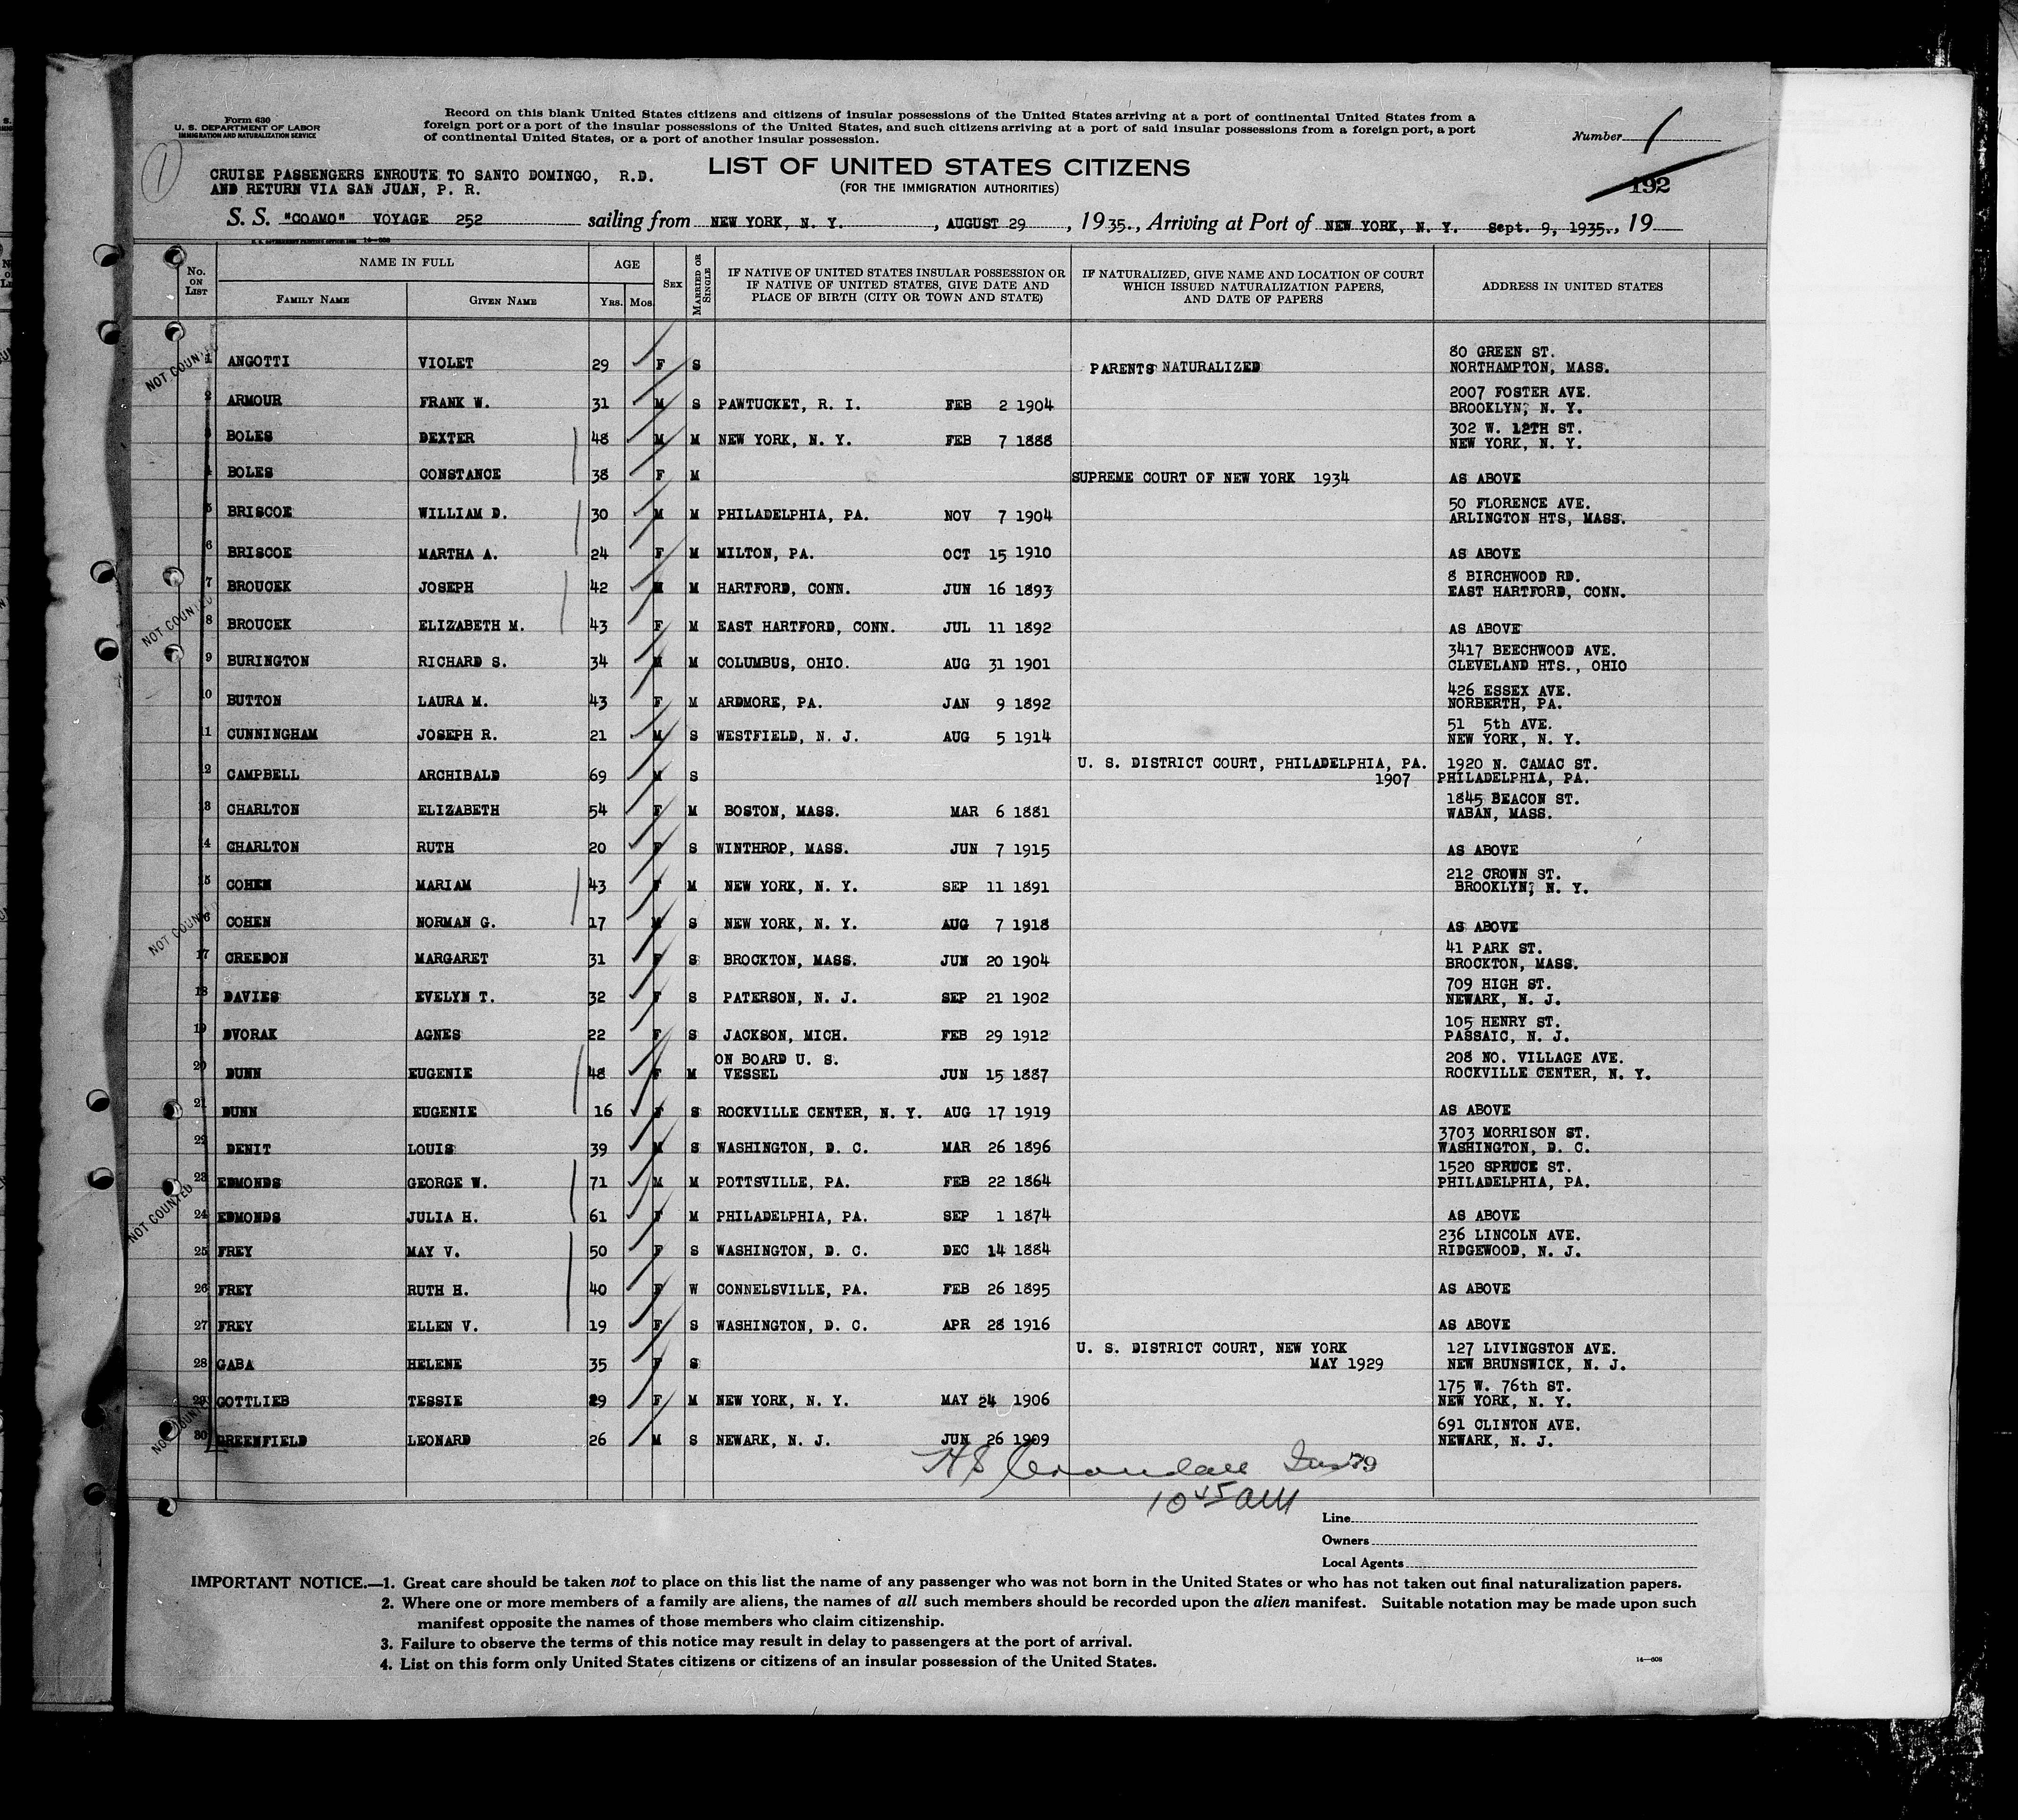 Form 630
U. S. DEPARTMENT OF LABOR
IMMIGRATION AND NATURALIZATION SERVICE
Record on this blank United States citizens and citizens of insular possessions of the United States arriving at a port of continental United States from a
foreign port or a port of the insular possessions of the United States, and such citizens arriving at a port of said insular possessions from a foreign port, a port
of continental United States, or a port of another insular possession.
Number 1
1
CRUISE PASSENGERS ENROUTE TO SANTO DOMINGO, R.D.
AND RETURN VIA SAN JUAN, P. R.
LIST OF UNITED STATES CITIZENS
(FOR THE IMMIGRATION AUTHORITIES)
192
S. S. "COAMO" VOYAGE 252 sailing from NEW YORK, N. Y. , AUGUST 29 , 1935., Arriving at Port of NEW YORK, N. Y. Sept. 9, 1935., 19
No. ON LIST
NAME IN FULL
FAMILY NAME
GIVEN NAME
AGE
YRS. MOS.
SEX
MARRIED OR SINGLE
IF NATIVE OF UNITED STATES INSULAR POSSESSION OR
IF NATIVE OF UNITED STATES, GIVE DATE AND
PLACE OF BIRTH (CITY OR TOWN AND STATE)
IF NATURALIZED, GIVE NAME AND LOCATION OF COURT
WHICH ISSUED NATURALIZATION PAPERS,
AND DATE OF PAPERS
ADDRESS IN UNITED STATES
NOT COUNTED
1 ANGOTTI VIOLET 29 F S PARENTS NATURALIZED 80 GREEN ST.
NORTHAMPTON, MASS.
2 ARMOUR FRANK W. 31 M S PAWTUCKET, R. I. FEB 2 1904 2007 FOSTER AVE.
BROOKLYN, N. Y.
3 BOLES DEXTER 48 M M NEW YORK, N. Y. FEB 7 1888 302 W. 12TH ST.
NEW YORK, N. Y.
4 BOLES CONSTANCE 38 F M SUPREME COURT OF NEW YORK 1934 AS ABOVE
5 BRISCOE WILLIAM D. 30 M M PHILADELPHIA, PA. NOV 7 1904 50 FLORENCE AVE.
ARLINGTON HTS, MASS.
6 BRISCOE MARTHA A. 24 F M MILTON, PA. OCT 15 1910 AS ABOVE
7 BROUCEK JOSEPH 42 M M HARTFORD, CONN. JUN 16 1893 8 BIRCHWOOD RD.
EAST HARTFORD, CONN.
NOT COUNTED
8 BROUCEK ELIZABETH M. 43 F M EAST HARTFORD, CONN. JUL 11 1892 AS ABOVE
9 BURINGTON RICHARD S. 34 M M COLUMBUS, OHIO. AUG 31 1901 3417 BEECHWOOD AVE.
CLEVELAND HTS., OHIO
10 BUTTON LAURA M. 43 F M ARDMORE, PA. JAN 9 1892 426 ESSEX AVE.
NORBERTH, PA.
11 CUNNINGHAM JOSEPH R. 21 M S WESTFIELD, N. J. AUG 5 1914 51 5th AVE.
NEW YORK, N. Y.
12 CAMPBELL ARCHIBALD 69 M S U. S. DISTRICT COURT, PHILADELPHIA, PA. 1907 1920 N. CAMAC ST.
PHILADELPHIA, PA.
13 CHARLTON ELIZABETH 54 F M BOSTON, MASS. MAR 6 1881 1845 BEACON ST.
WABAN, MASS.
14 CHARLTON RUTH 20 F S WINTHROP, MASS. JUN 7 1915 AS ABOVE
15 COHEN MARIAM 43 F M NEW YORK, N. Y. SEP 11 1891 212 CROWN ST.
BROOKLYN, N. Y.
NOT COUNTED
16 COHEN NORMAN G. 17 M S NEW YORK, N. Y. AUG 7 1918 AS ABOVE
17 CREEDON MARGARET 31 F S BROCKTON, MASS. JUN 20 1904 41 PARK ST.
BROCKTON, MASS.
18 DAVIES EVELYN T. 32 F S PATERSON, N. J. SEP 21 1902 709 HIGH ST.
NEWARK, N. J.
19 DVORAK AGNES 22 F S JACKSON, MICH. FEB 29 1912 105 HENRY ST.
PASSAIC, N. J.
20 DUNN EUGENIE 48 F M ON BOARD U. S. VESSEL JUN 15 1887 208 NO. VILLAGE AVE.
ROCKVILLE CENTER, N. Y.
21 DUNN EUGENIE 16 F S ROCKVILLE CENTER, N. Y. AUG 17 1919 AS ABOVE
22 DENIT LOUIS 39 M S WASHINGTON, D. C. MAR 26 1896 3703 MORRISON ST.
WASHINGTON, D. C.
23 EDMONDS GEORGE W. 71 M M POTTSVILLE, PA. FEB 22 1864 1520 SPRUCE ST.
PHILADELPHIA, PA.
NOT COUNTED
24 EDMONDS JULIA H. 61 F M PHILADELPHIA, PA. SEP 1 1874 AS ABOVE
25 FREY MAY V. 50 F S WASHINGTON, D. C. DEC 14 1884 236 LINCOLN AVE.
RIDGEWOOD, N. J.
26 FREY RUTH H. 40 F W CONNELSVILLE, PA. FEB 26 1895 AS ABOVE
27 FREY ELLEN V. 19 F S WASHINGTON, D. C. APR 28 1916 AS ABOVE
28 GABA HELENE 35 F S U. S. DISTRICT COURT, NEW YORK MAY 1929 127 LIVINGSTON AVE.
NEW BRUNSWICK, N. J.
29 GOTTLIEB TESSIE 29 F M NEW YORK, N. Y. MAY 24 1906 175 W. 76th ST.
NEW YORK, N. Y.
NOT COUNTED
30 GREENFIELD LEONARD 26 M S NEWARK, N. J. JUN 26 1909 691 CLINTON AVE.
NEWARK, N. J.
H S Crandall Ins 79
10 45 AM
Line
Owners
Local Agents
IMPORTANT NOTICE.—1. Great care should be taken not to place on this list the name of any passenger who was not born in the United States or who has not taken out final naturalization papers.
2. Where one or more members of a family are aliens, the names of all such members should be recorded upon the alien manifest. Suitable notation may be made upon such
manifest opposite the names of those members who claim citizenship.
3. Failure to observe the terms of this notice may result in delay to passengers at the port of arrival.
4. List on this form only United States citizens or citizens of an insular possession of the United States.
14—608